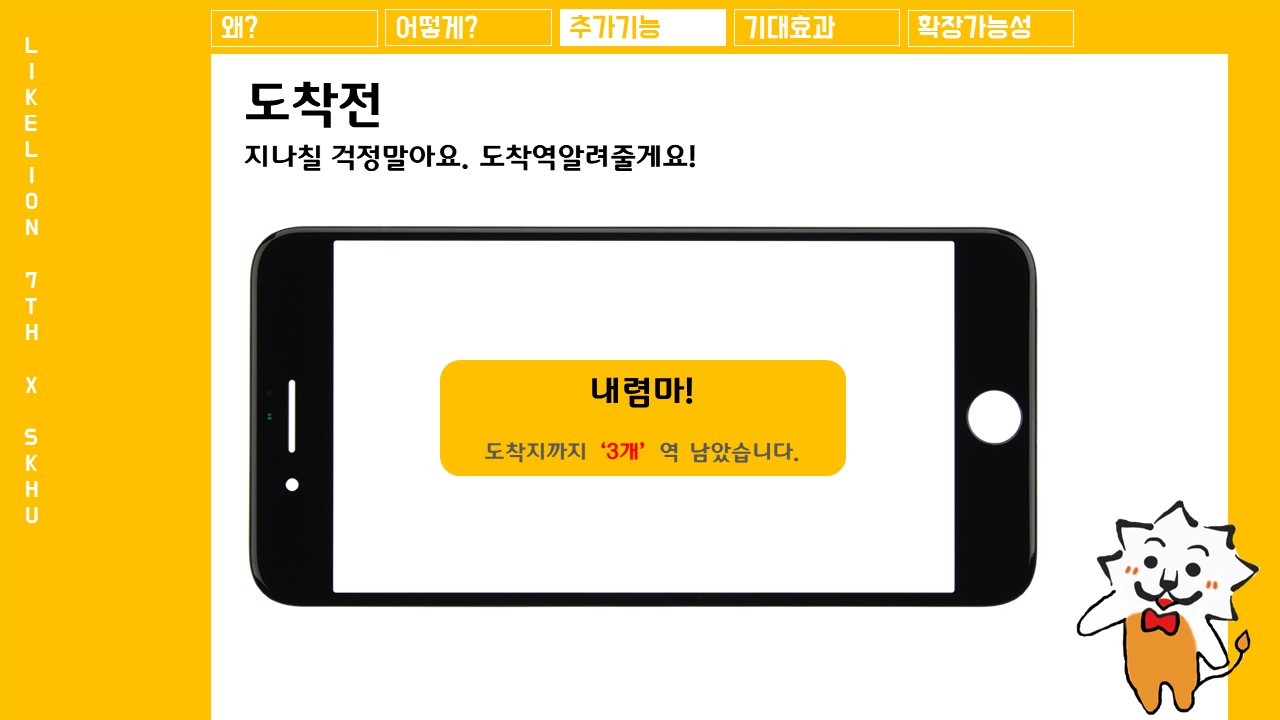 왜?
어떻게?
추가기능
기대효과
확장가능성
LIKELION 7TH X SKHU
도착전
지나칠 걱정말아요. 도착역알려줄게요!
내렴마!
도착지까지 ‘3개’ 역 남았습니다.